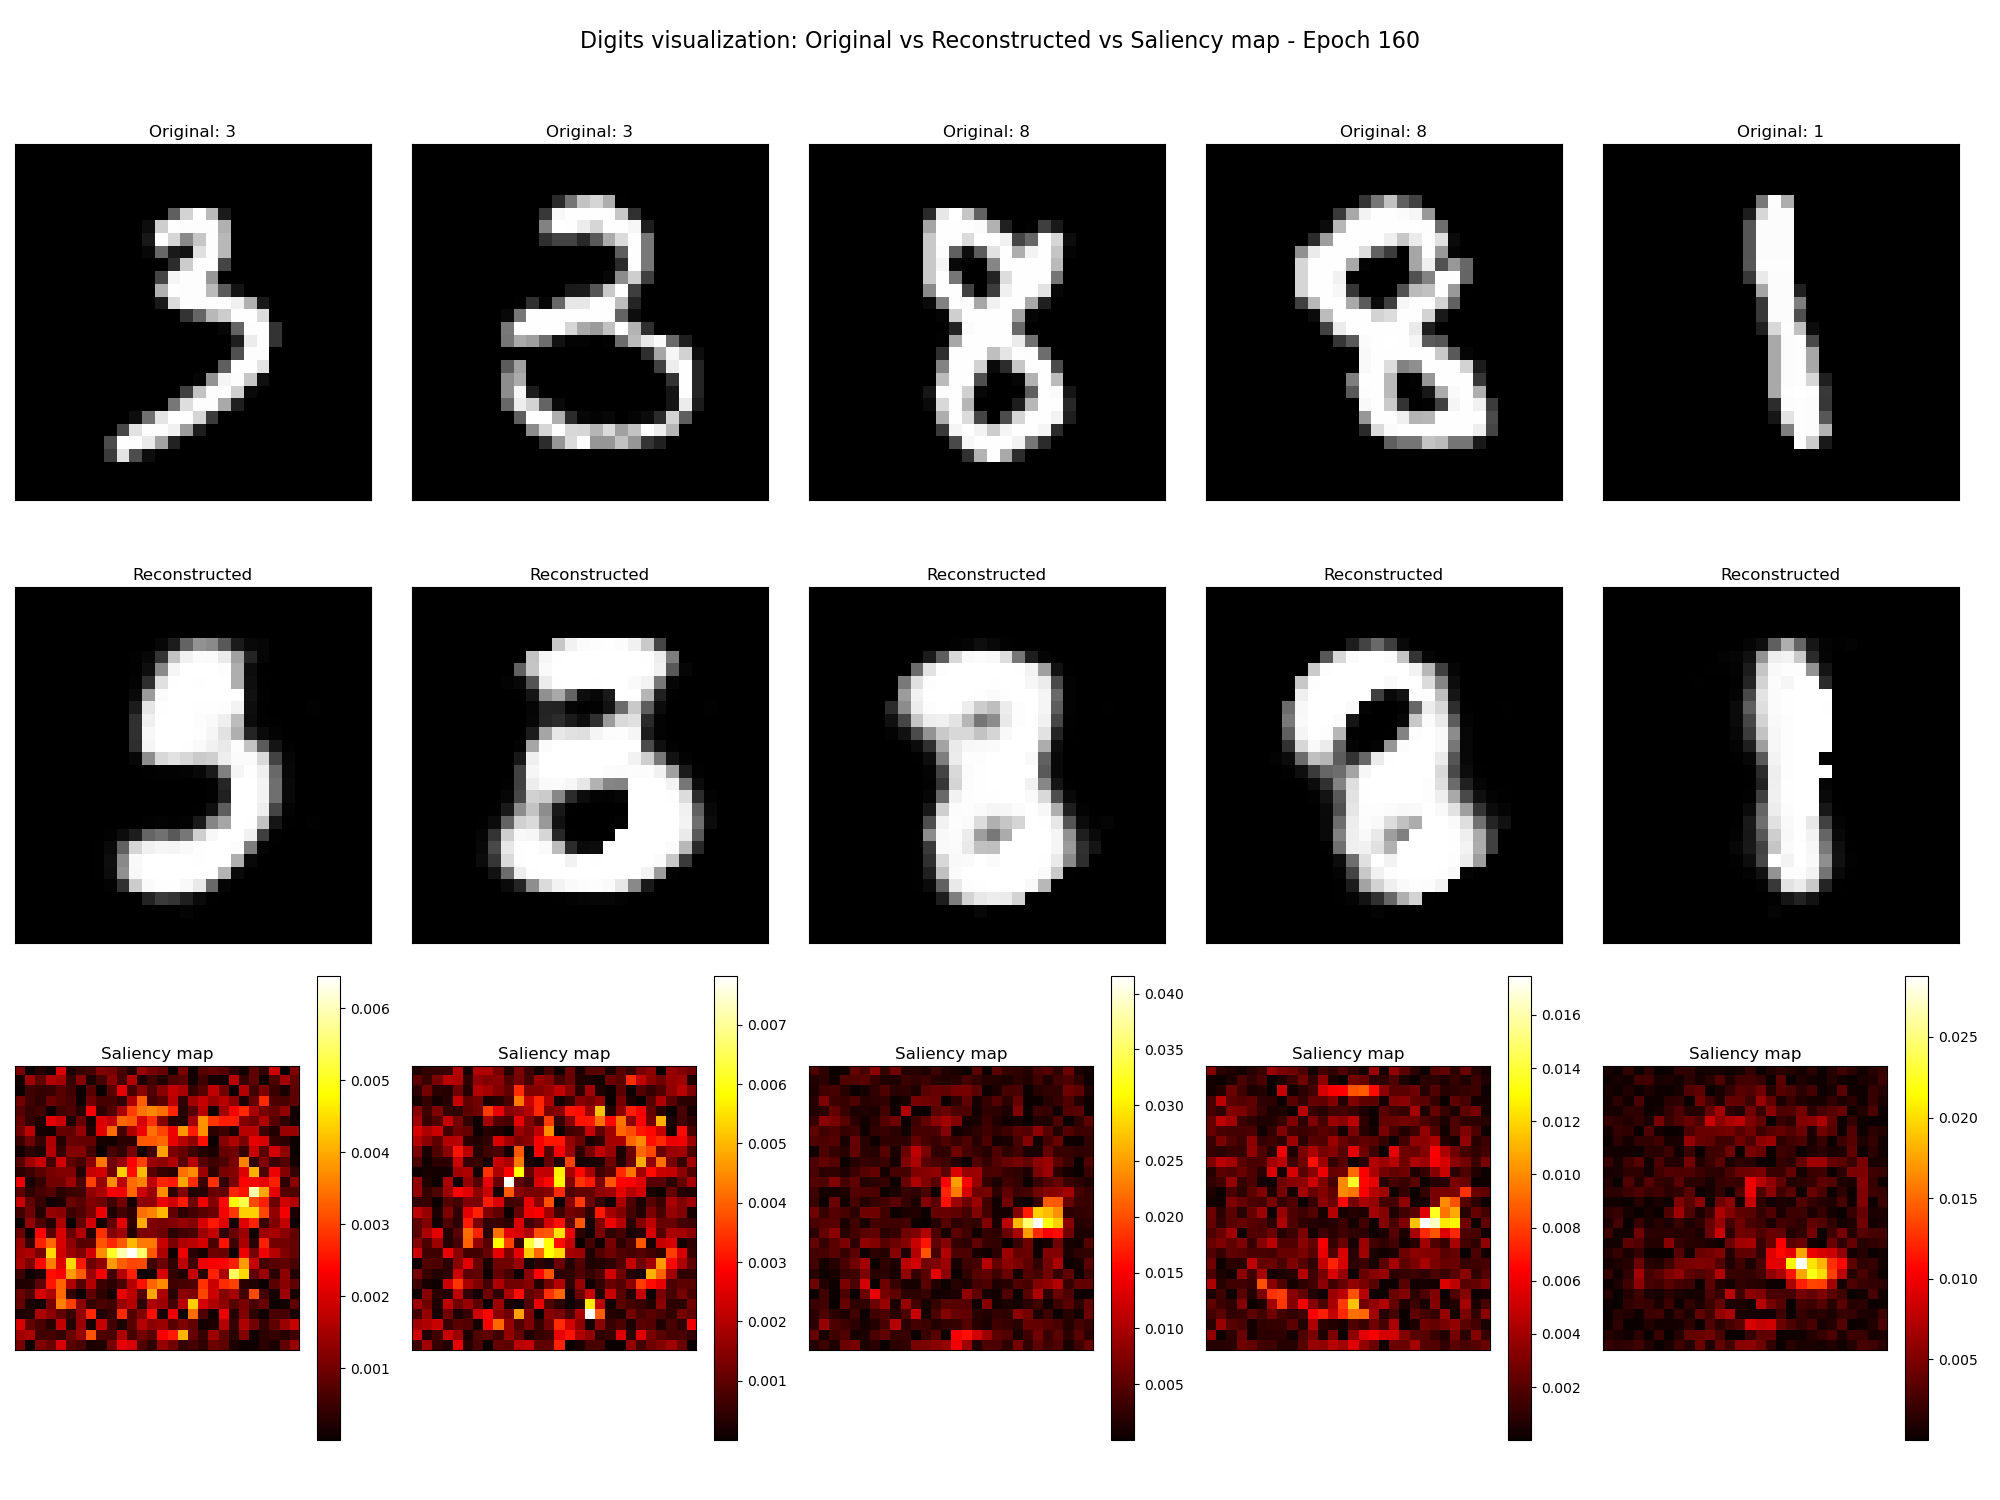 Digits visualization: Original vs Reconstructed vs Saliency map - Epoch 160
Original: 3
Original: 3
Original: 8
Original: 8
Original: 1
Reconstructed
Reconstructed
Reconstructed
Reconstructed
Reconstructed
Saliency map
0.006
0.005
0.004
0.003
0.002
0.001
Saliency map
0.007
0.006
0.005
0.004
0.003
0.002
0.001
Saliency map
0.040
0.035
0.030
0.025
0.020
0.015
0.010
0.005
Saliency map
0.016
0.014
0.012
0.010
0.008
0.006
0.004
0.002
Saliency map
0.025
0.020
0.015
0.010
0.005